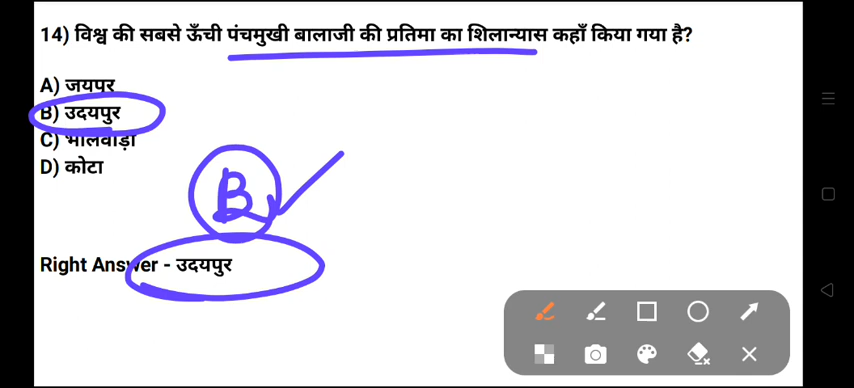 14) विश्व की सबसे ऊँची पंचमुखी बालाजी की प्रतिमा का शिलान्यास कहाँ किया गया है?
A) जयपुर
B) उदयपुर
C) भीलवाड़ा
D) कोटा
B
Right Answer - उदयपुर